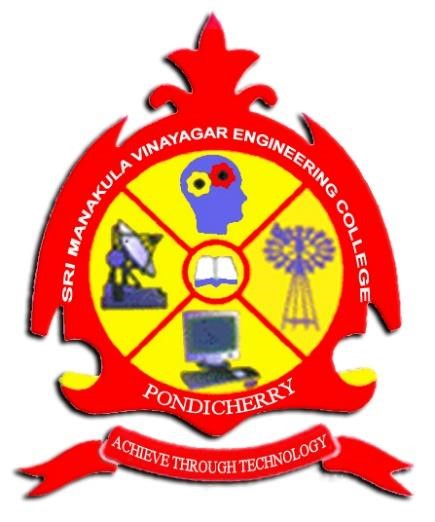 SRI MANAKULA VINAYAGAR ENGINEERING COLLEGE
PONDICHERRY
ACHIEVE THROUGH TECHNOLOGY